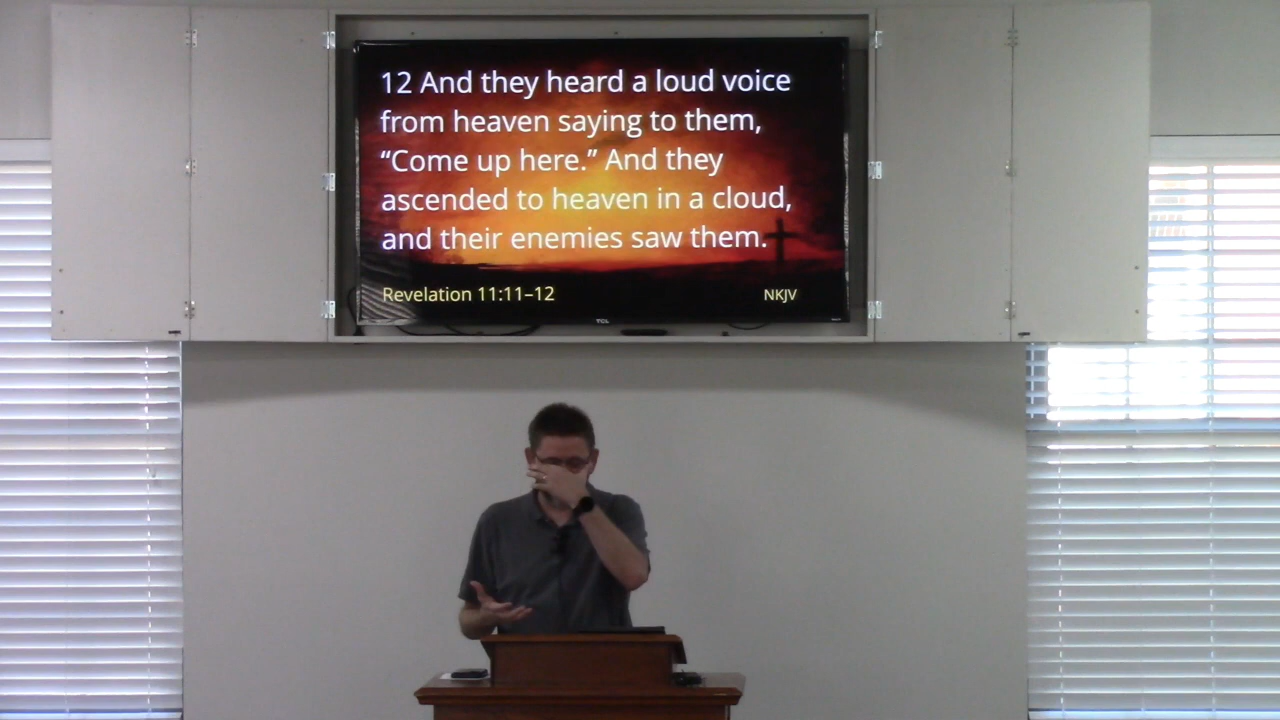 12 And they heard a loud voice
from heaven saying to them,
“Come up here.” And they
ascended to heaven in a cloud,
and their enemies saw them.
Revelation 11:11–12 NKJV
TCL